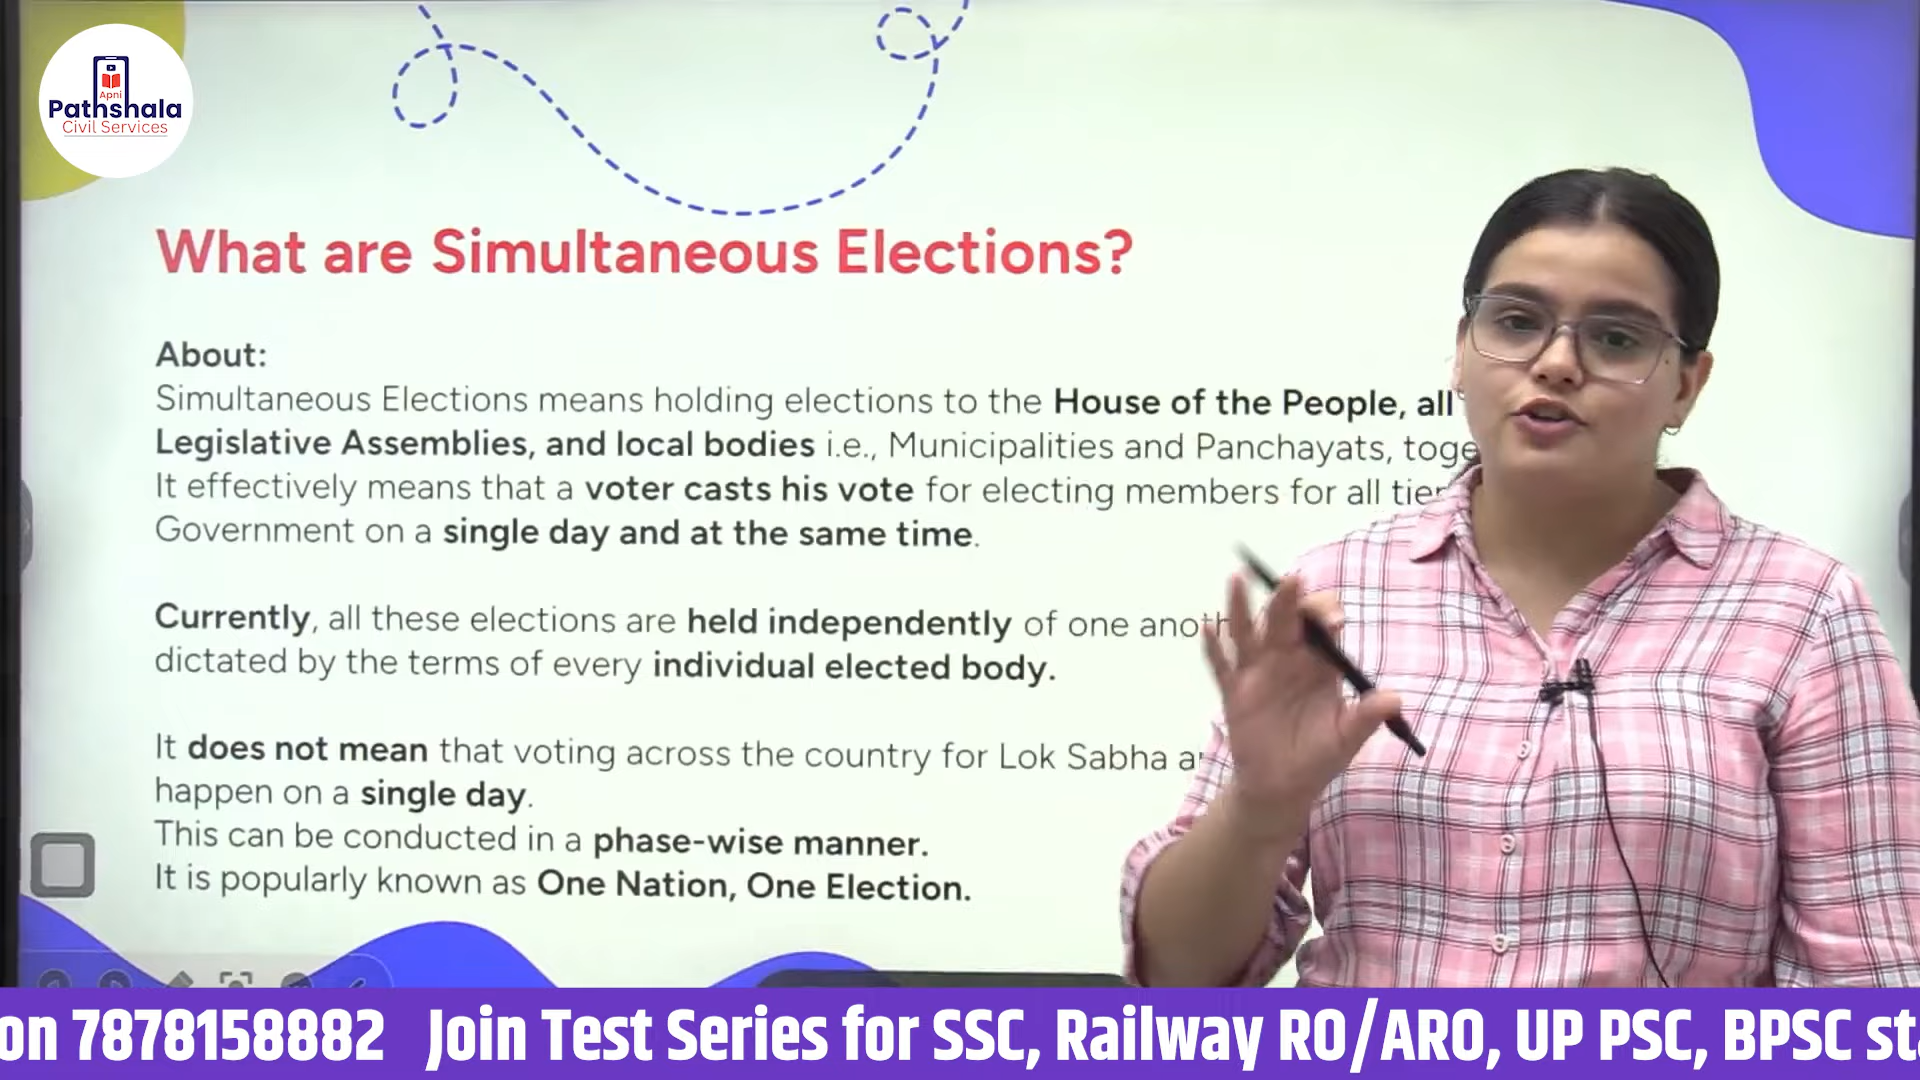 Apni
Pathshala
Civil Services
What are Simultaneous Elections?
About:
Simultaneous Elections means holding elections to the House of the People, all
Legislative Assemblies, and local bodies i.e., Municipalities and Panchayats, toge
It effectively means that a voter casts his vote for electing members for all tier
Government on a single day and at the same time.
Currently, all these elections are held independently of one anoth
dictated by the terms of every individual elected body.
It does not mean that voting across the country for Lok Sabha a
happen on a single day.
This can be conducted in a phase-wise manner.
It is popularly known as One Nation, One Election.
on 7878158882 Join Test Series for SSC, Railway RO/ARO, UP PSC, BPSC st